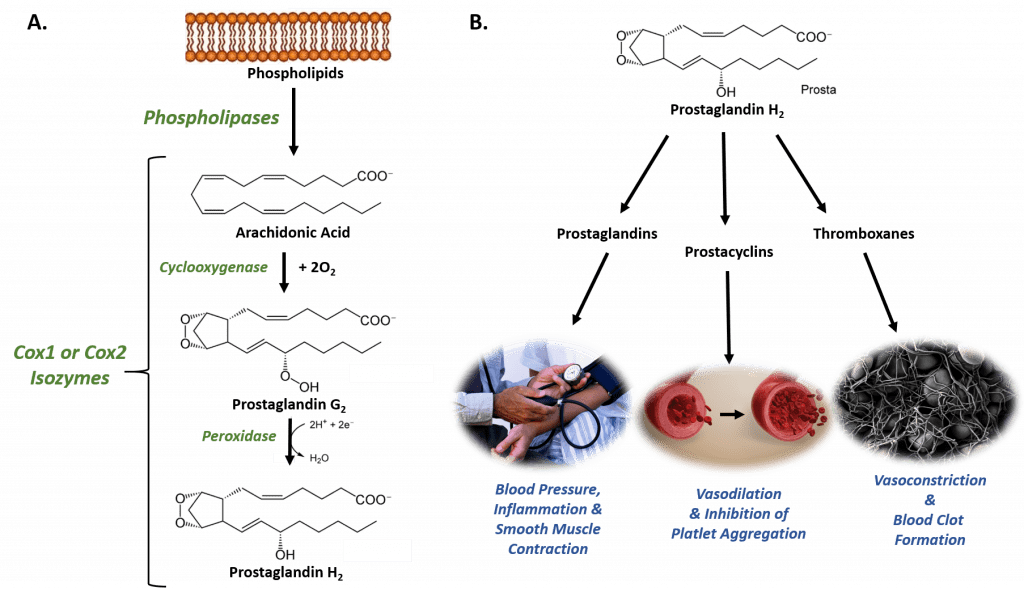 A.
Phospholipids
Phospholipases
COO⁻
Arachidonic Acid
Cyclooxygenase
+ 2O₂
O
O
COO⁻
O
OH
Prostaglandin G₂
Cox1 or Cox2
Isozymes
Peroxidase
2H⁺ + 2e⁻
H₂O
O
O
COO⁻
OH
Prostaglandin H₂
B.
O
O
COO⁻
OH
Prosta
Prostaglandin H₂
Prostaglandins
Prostacyclins
Thromboxanes
Blood Pressure,
Inflammation &
Smooth Muscle
Contraction
Vasodilation
& Inhibition of
Platlet Aggregation
Vasoconstriction
&
Blood Clot
Formation